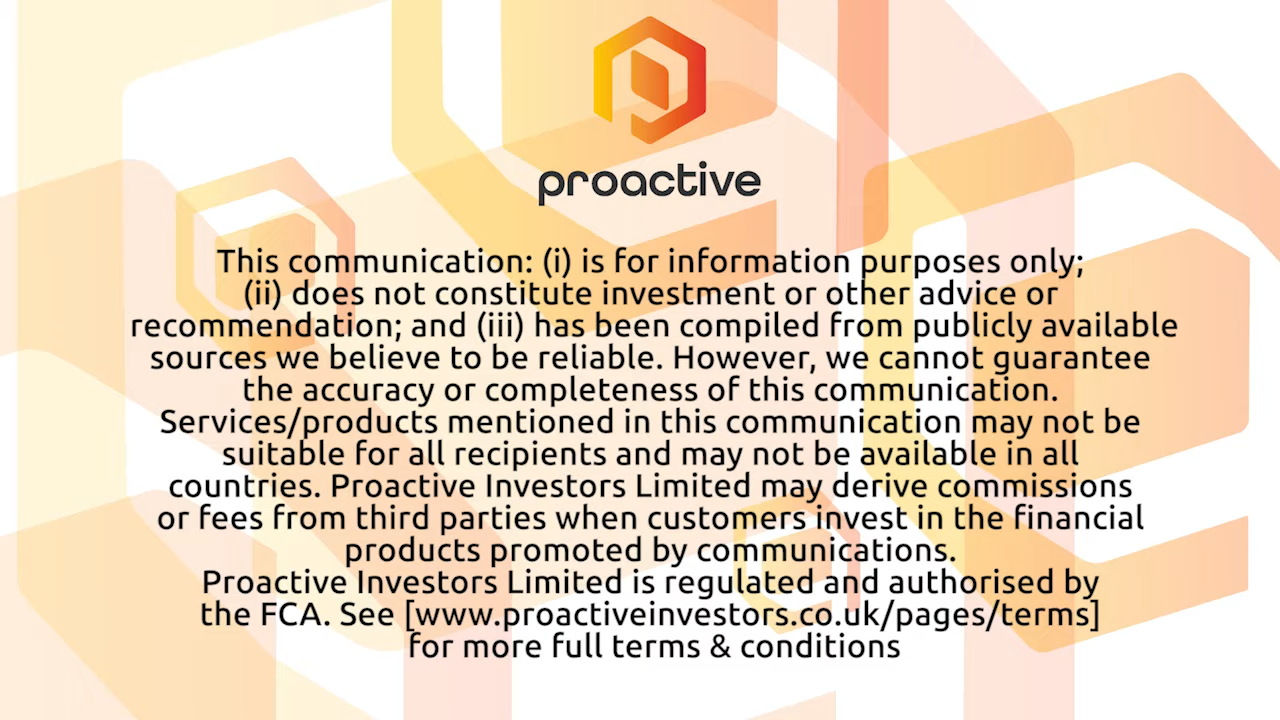 proactive
This communication: (i) is for information purposes only;
(ii) does not constitute investment or other advice or
recommendation; and (iii) has been compiled from publicly available
sources we believe to be reliable. However, we cannot guarantee
the accuracy or completeness of this communication.
Services/products mentioned in this communication may not be
suitable for all recipients and may not be available in all
countries. Proactive Investors Limited may derive commissions
or fees from third parties when customers invest in the financial
products promoted by communications.
Proactive Investors Limited is regulated and authorised by
the FCA. See [www.proactiveinvestors.co.uk/pages/terms]
for more full terms & conditions